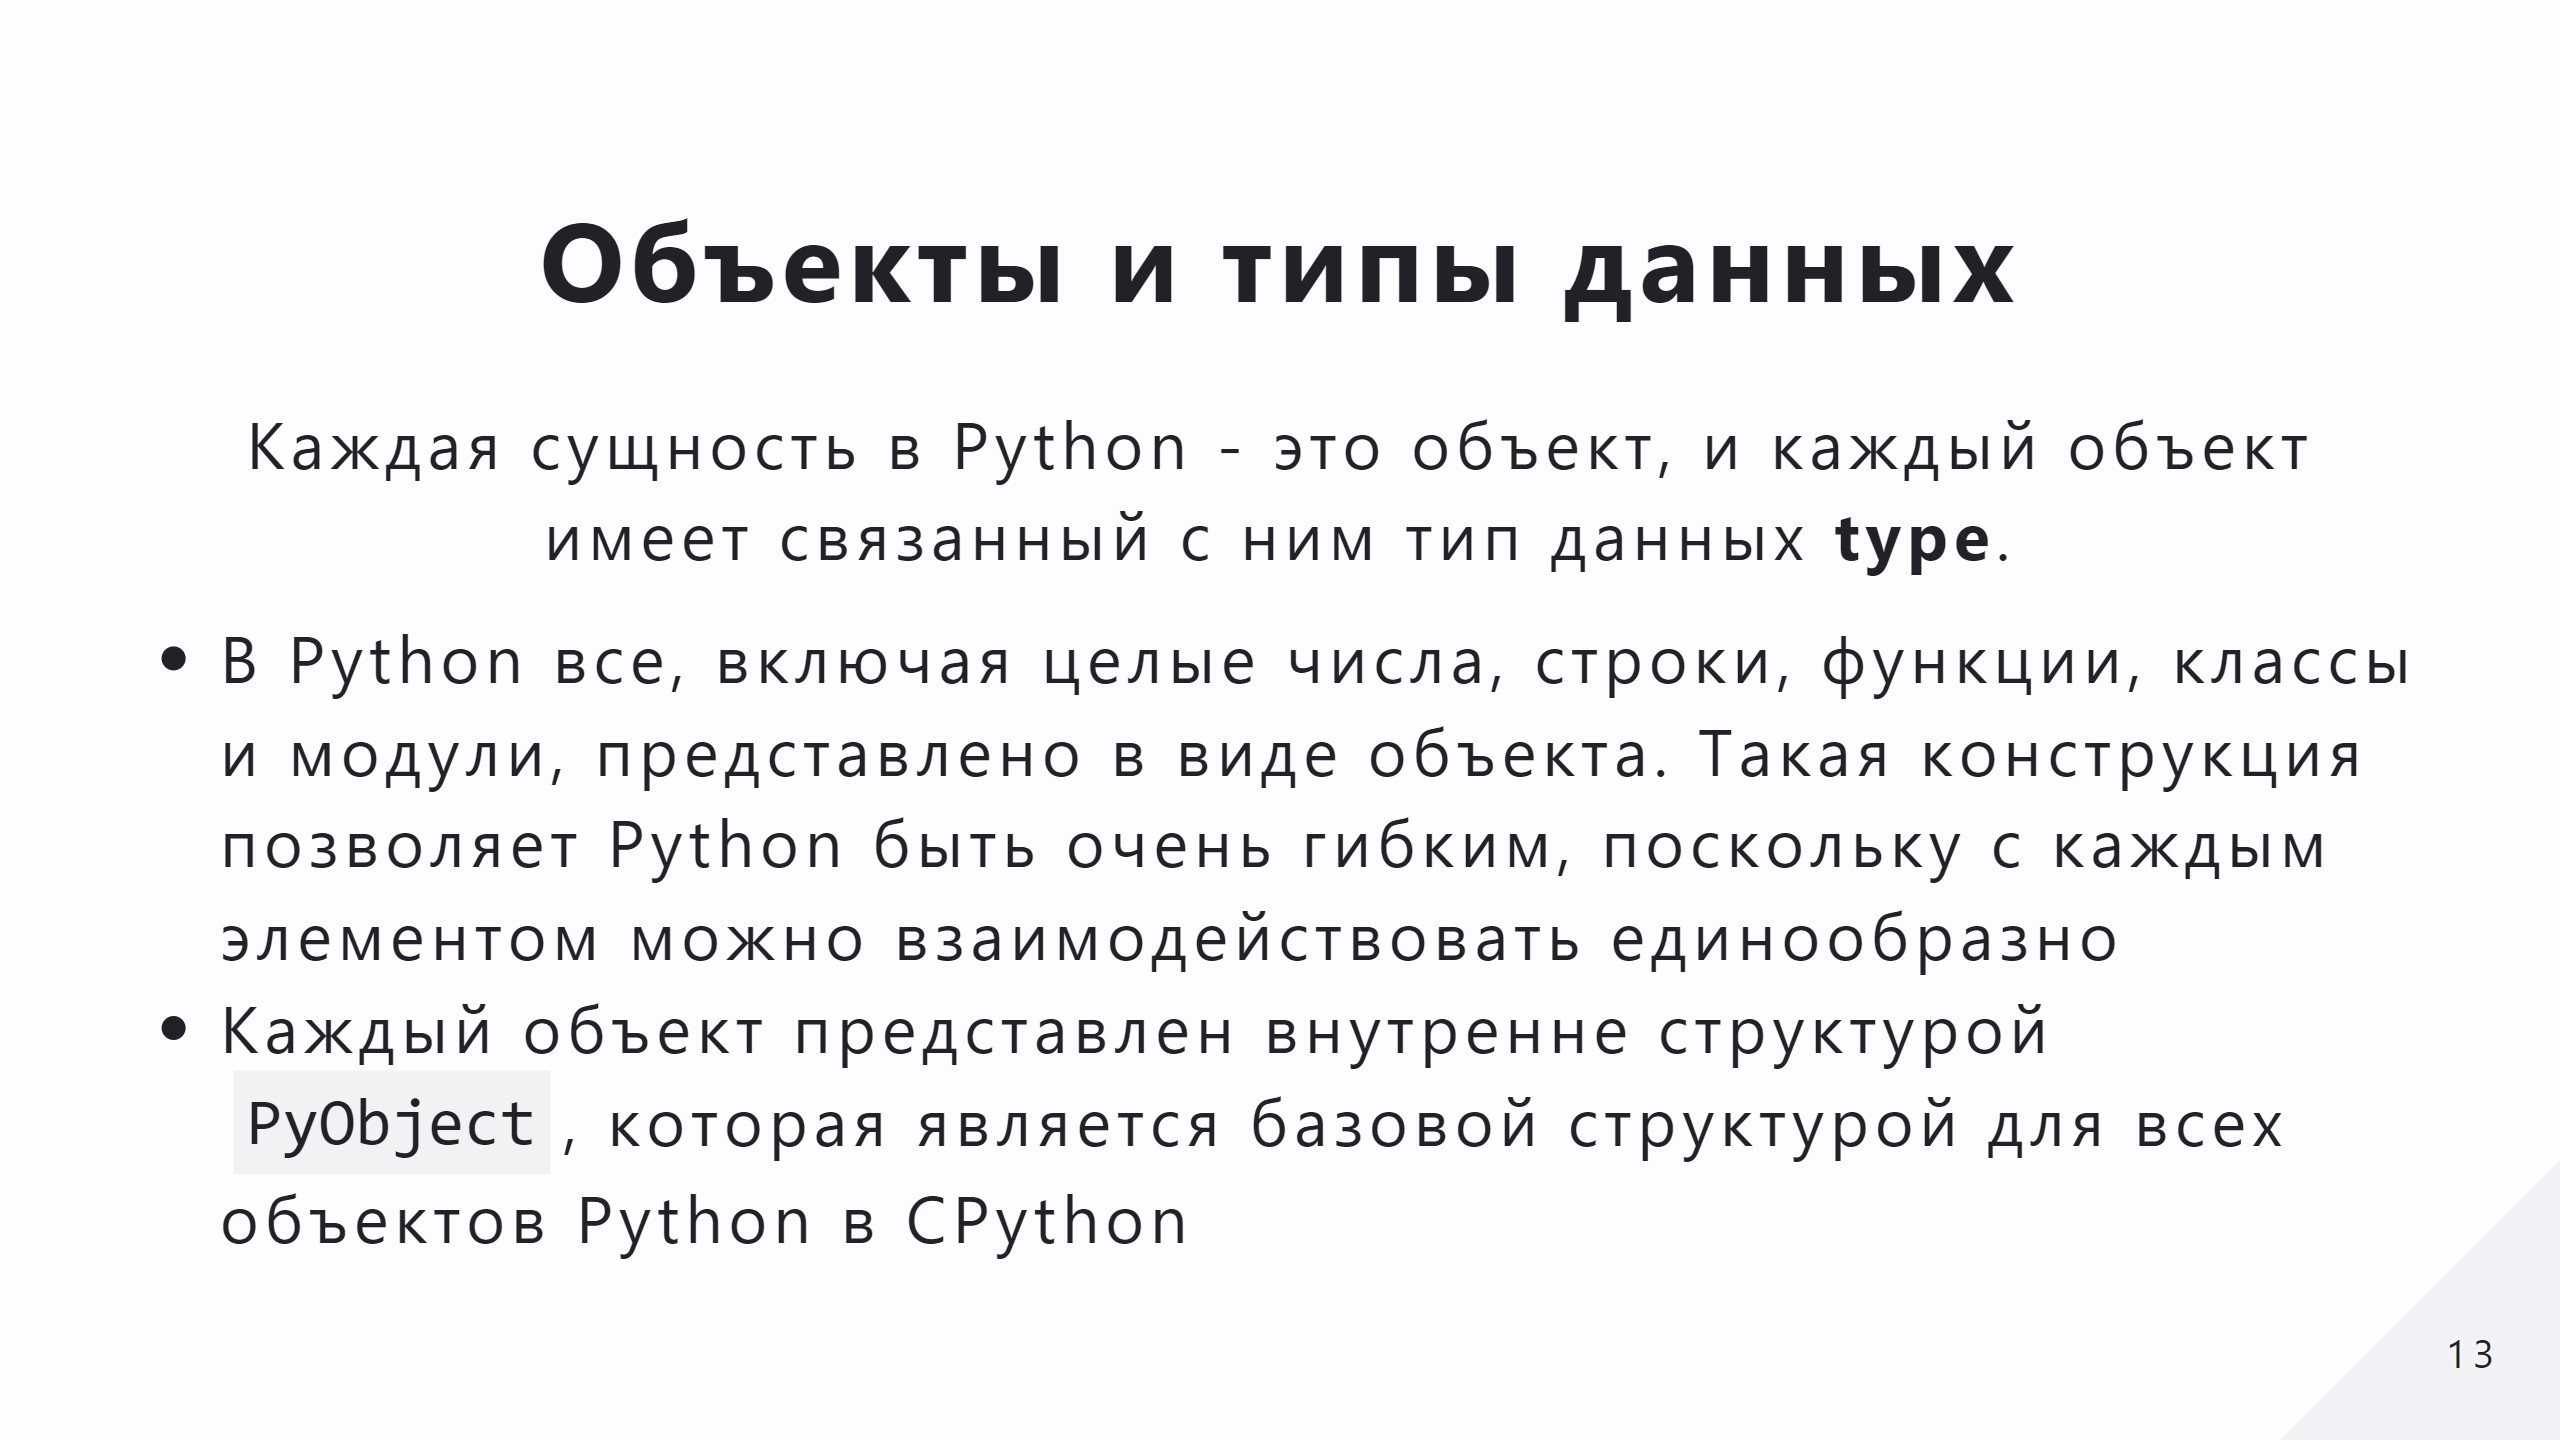 Объекты и типы данных
Каждая сущность в Python - это объект, и каждый объект
имеет связанный с ним тип данных type.
• В Python все, включая целые числа, строки, функции, классы
и модули, представлено в виде объекта. Такая конструкция
позволяет Python быть очень гибким, поскольку с каждым
элементом можно взаимодействовать единообразно
• Каждый объект представлен внутренне структурой
PyObject, которая является базовой структурой для всех
объектов Python в CPython
13